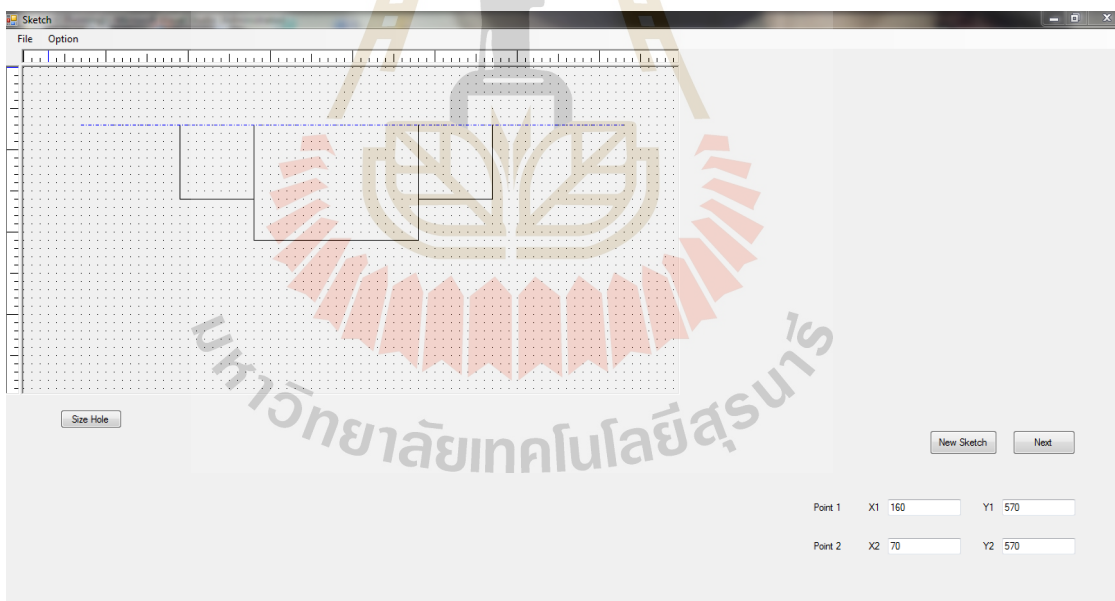 Sketch
File Option
Size Hole
New Sketch Next
Point 1 X1 160 Y1 570
Point 2 X2 70 Y2 570
มหาวิทยาลัยเทคโนโลยีสุรนารี